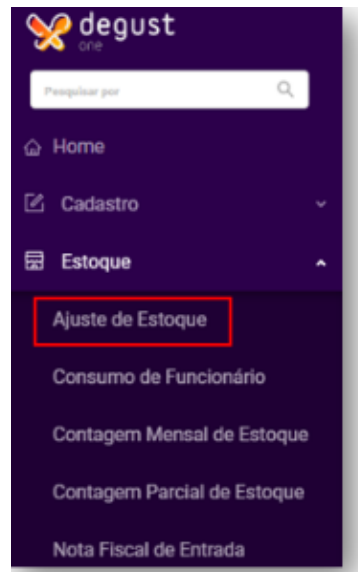 degust
one
Pesquisar por
Home
Cadastro
Estoque
Ajuste de Estoque
Consumo de Funcionário
Contagem Mensal de Estoque
Contagem Parcial de Estoque
Nota Fiscal de Entrada